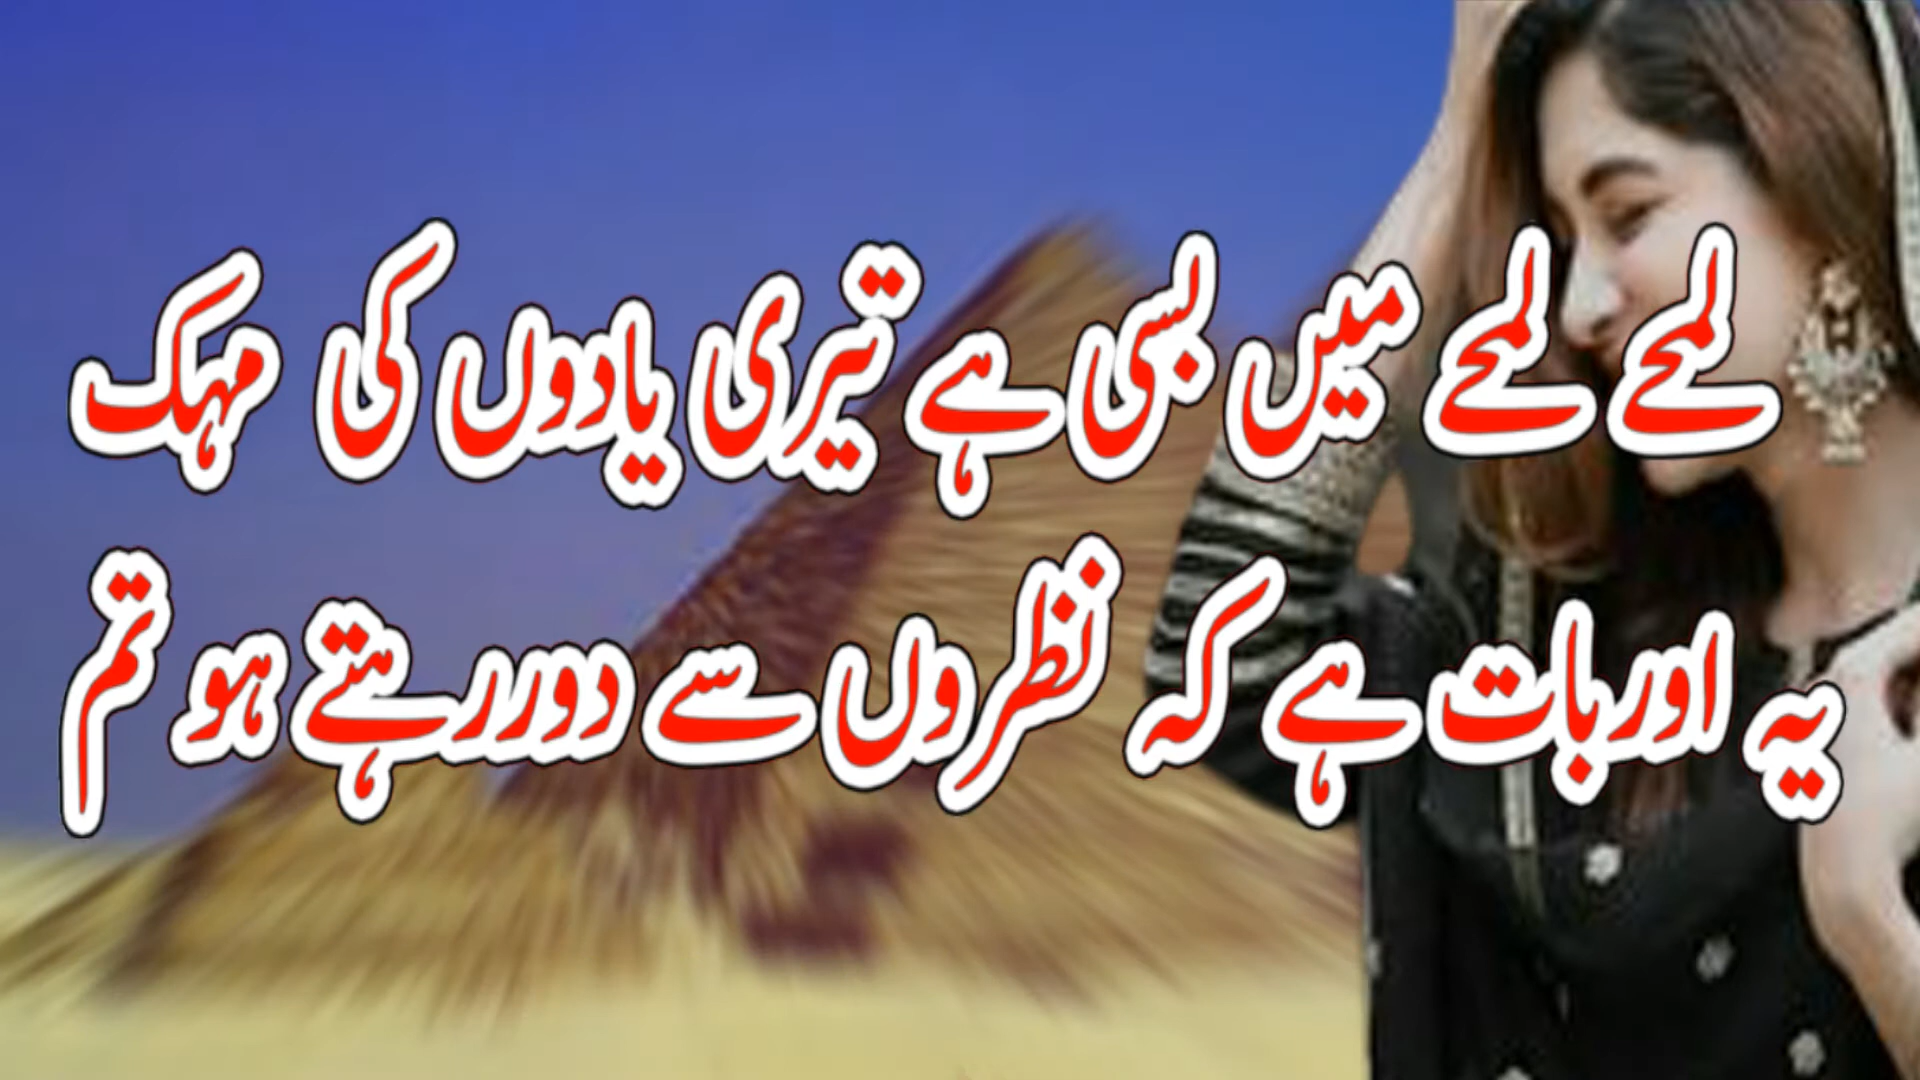 لمحے لمحے میں بسی ہے تیری یادوں کی مہک
یہ اور بات ہے کہ نظروں سے دور رہتے ہو تم